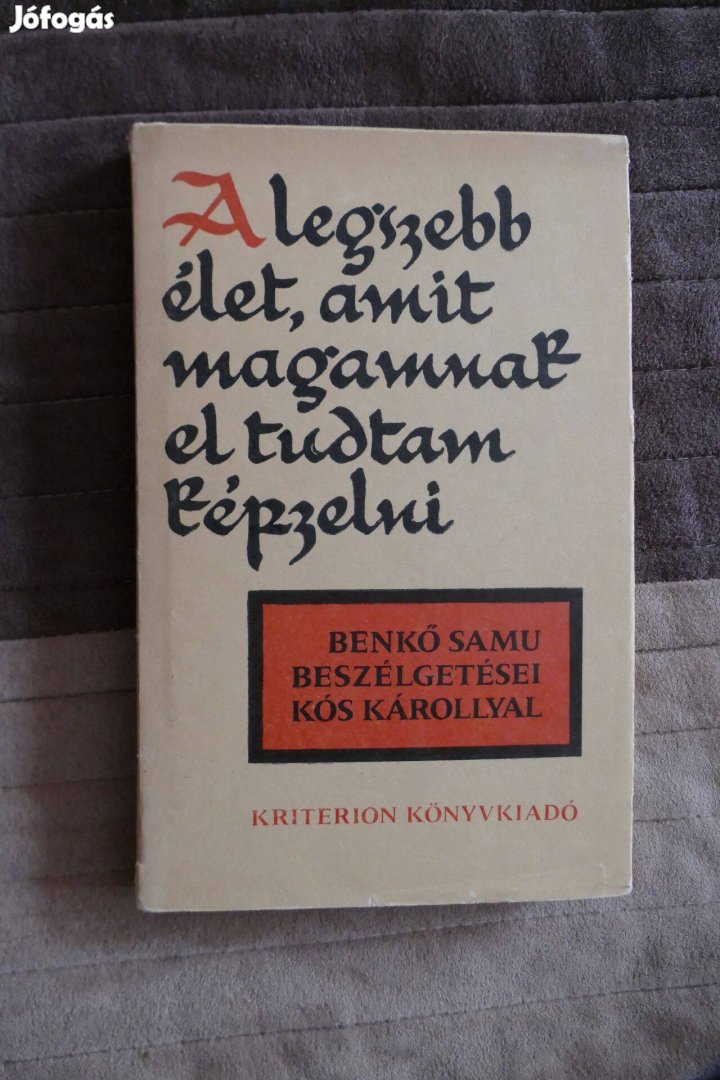 Jófogás
A legszebb
élet, amit
magamnak
el tudtam
képzelni
BENKŐ SAMU
BESZÉLGETÉSEI
KÓS KÁROLLYAL
KRITERION KÖNYVKIADÓ